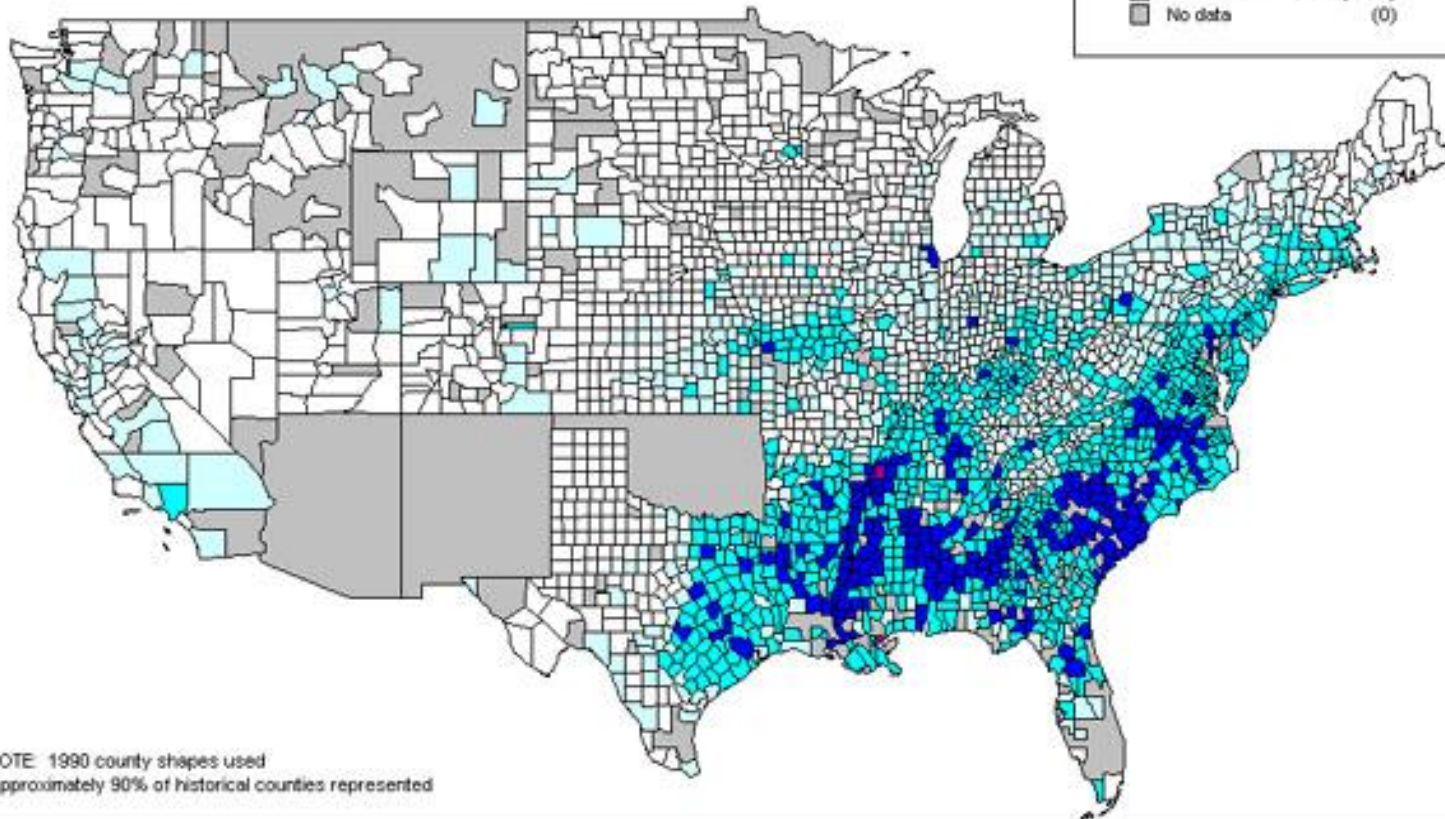 No data (0)
OTE: 1990 county shapes used
pproximately 90% of historical counties represented